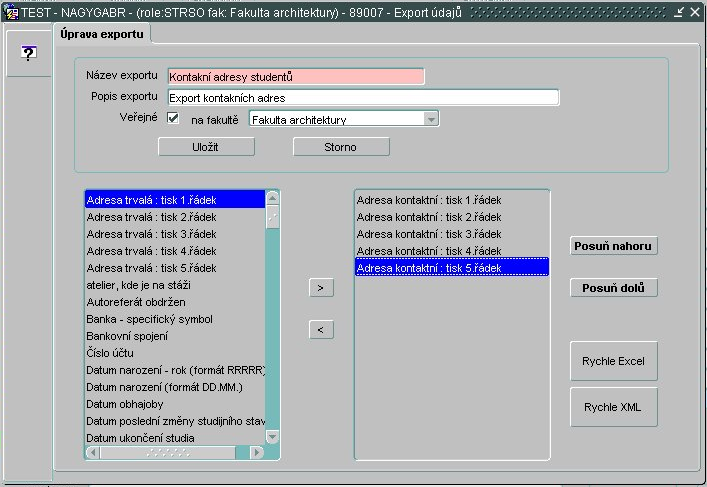 TEST - NAGYGABR - (role:STRSO fak: Fakulta architektury) - 89007 - Export údajů
?
Úprava exportu
Název exportu Kontakní adresy studentů
Popis exportu Export kontakních adres
Veřejné na fakultě Fakulta architektury
Uložit Storno
Adresa trvalá : tisk 1.řádek
Adresa trvalá : tisk 2.řádek
Adresa trvalá : tisk 3.řádek
Adresa trvalá : tisk 4.řádek
Adresa trvalá : tisk 5.řádek
atelier, kde je na stáži
Autoreferát obdržen
Banka - specifický symbol
Bankovní spojení
Číslo účtu
Datum narození - rok (formát RRRRR)
Datum narození (formát DD.MM.)
Datum obhajoby
Datum poslední změny studijního stav
Datum ukončení studia
>
<
Adresa kontaktní : tisk 1.řádek
Adresa kontaktní : tisk 2.řádek
Adresa kontaktní : tisk 3.řádek
Adresa kontaktní : tisk 4.řádek
Adresa kontaktní : tisk 5.řádek
Posuň nahoru
Posuň dolů
Rychle Excel
Rychle XML